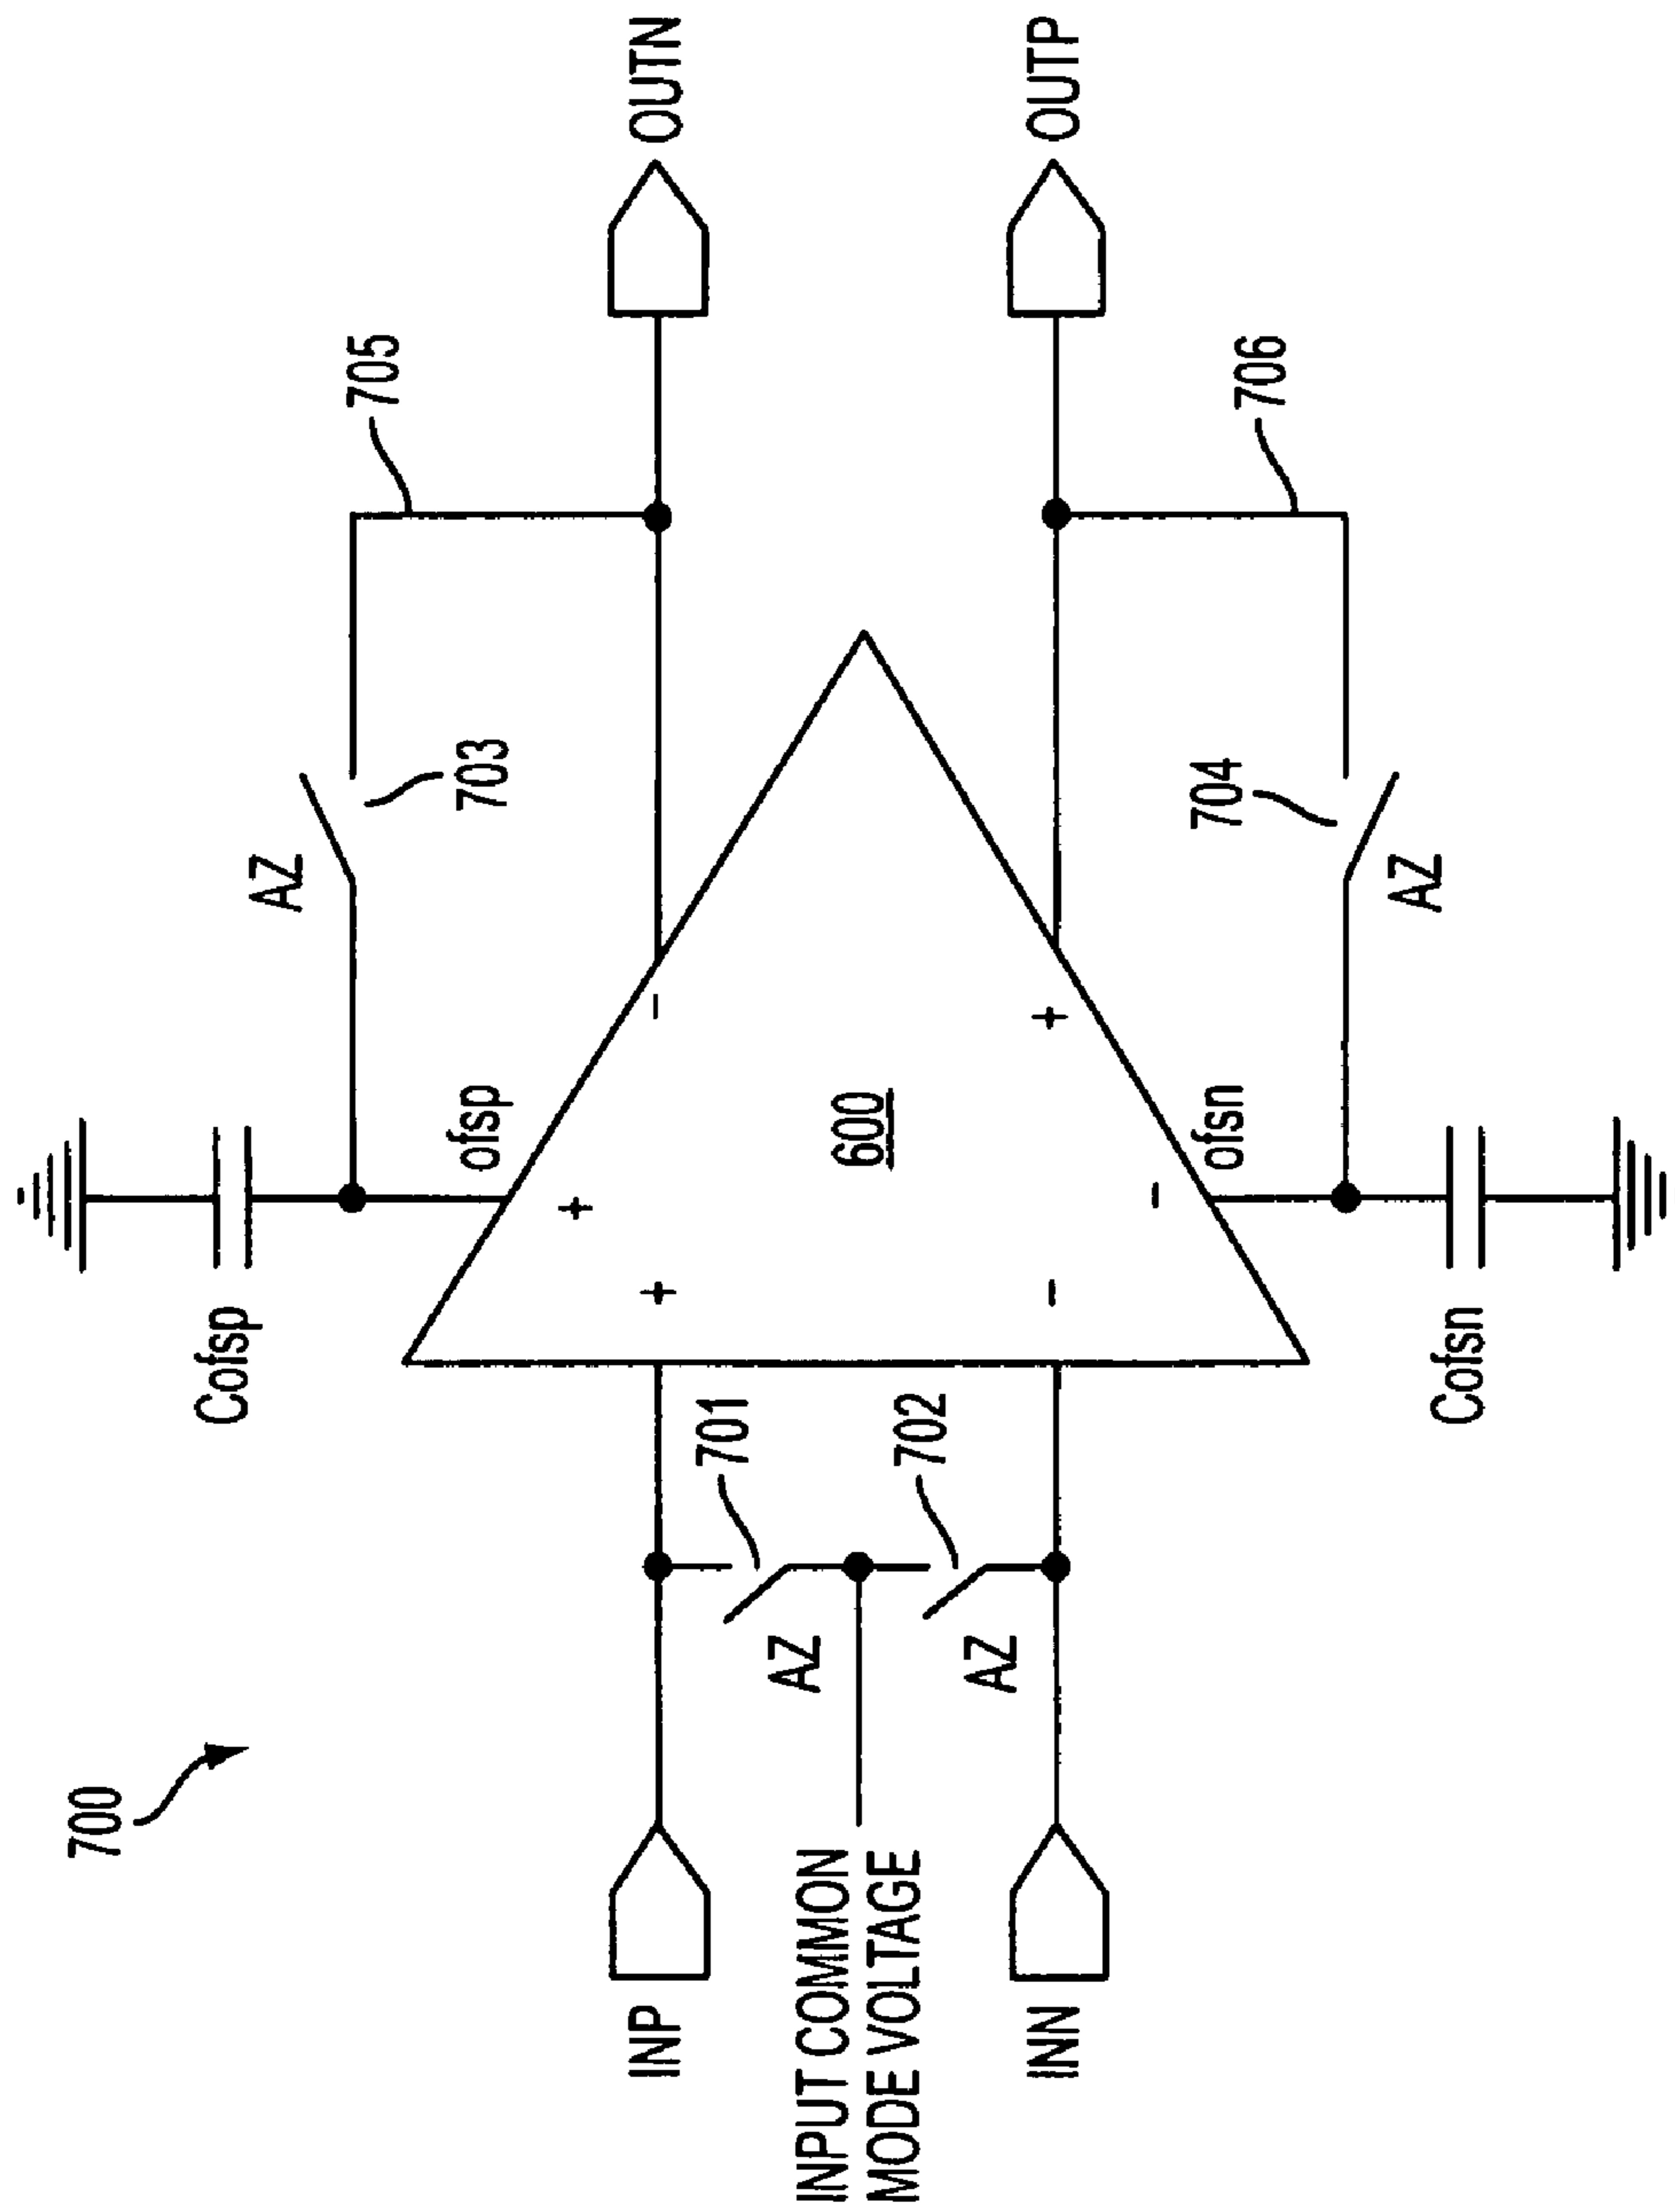 700
Cofsp
AZ
703
705
ofsp
INP
+
+
-
OUTN
701
AZ
INPUT COMMON
MODE VOLTAGE
600
702
AZ
INN
-
-
+
OUTP
ofsn
704
706
AZ
Cofsn